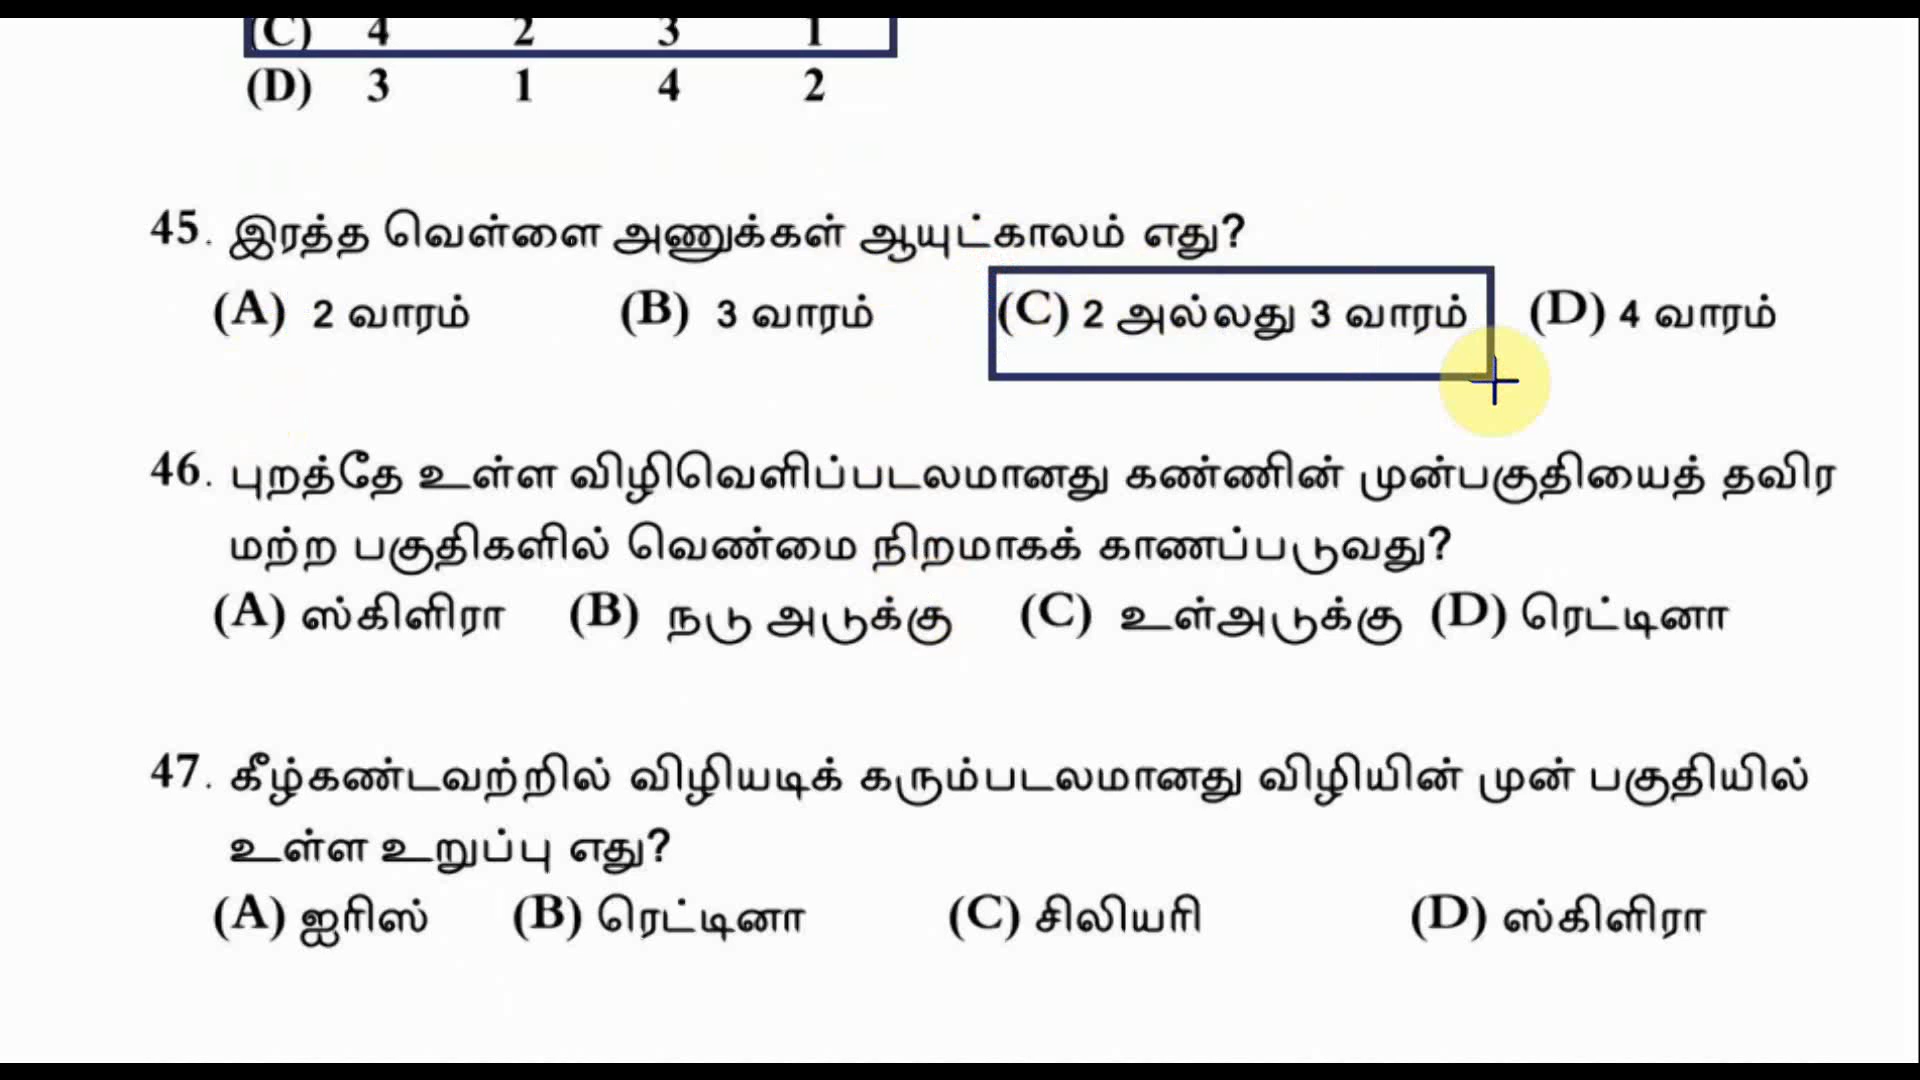 (C) 4 2 3 1
(D) 3 1 4 2
45. இரத்த வெள்ளை அணுக்கள் ஆயுட்காலம் எது?
(A) 2 வாரம் (B) 3 வாரம் (C) 2 அல்லது 3 வாரம் (D) 4 வாரம்
46. புறத்தே உள்ள விழிவெளிப்படலமானது கண்ணின் முன்பகுதியைத் தவிர
மற்ற பகுதிகளில் வெண்மை நிறமாகக் காணப்படுவது?
(A) ஸ்கிளிரா (B) நடு அடுக்கு (C) உள்அடுக்கு (D) ரெட்டினா
47. கீழ்கண்டவற்றில் விழியடிக் கரும்படலமானது விழியின் முன் பகுதியில்
உள்ள உறுப்பு எது?
(A) ஐரிஸ் (B) ரெட்டினா (C) சிலியரி (D) ஸ்கிளிரா